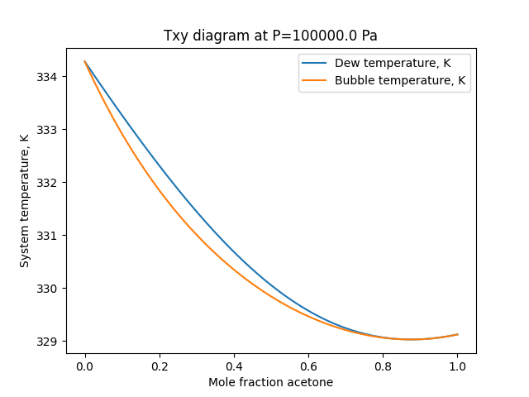 Txy diagram at P=100000.0 Pa
Dew temperature, K
Bubble temperature, K
System temperature, K
334
333
332
331
330
329
0.0 0.2 0.4 0.6 0.8 1.0
Mole fraction acetone